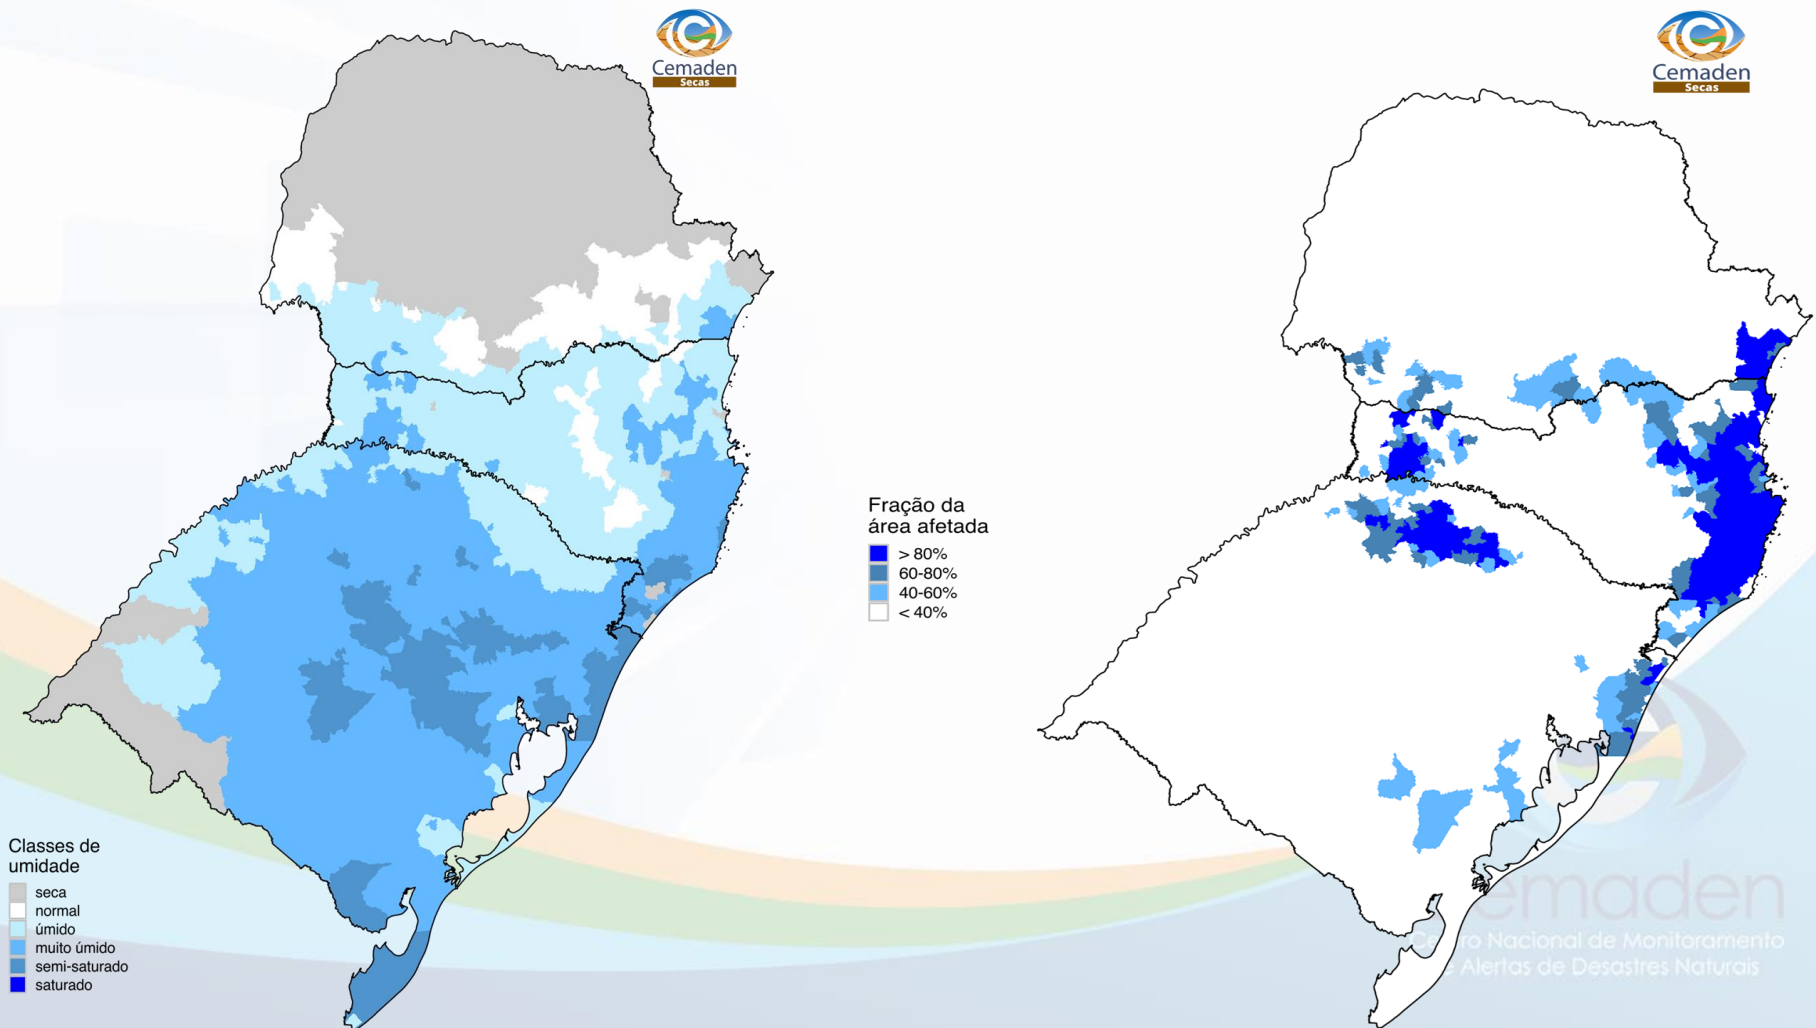 Cemaden
Secas
Classes de
umidade
seca
normal
úmido
muito úmido
semi-saturado
saturado
Cemaden
Secas
Fração da
área afetada
> 80%
60-80%
40-60%
< 40%
emaden
Nacional de Monitoramento
Alertas de Desastres Naturais